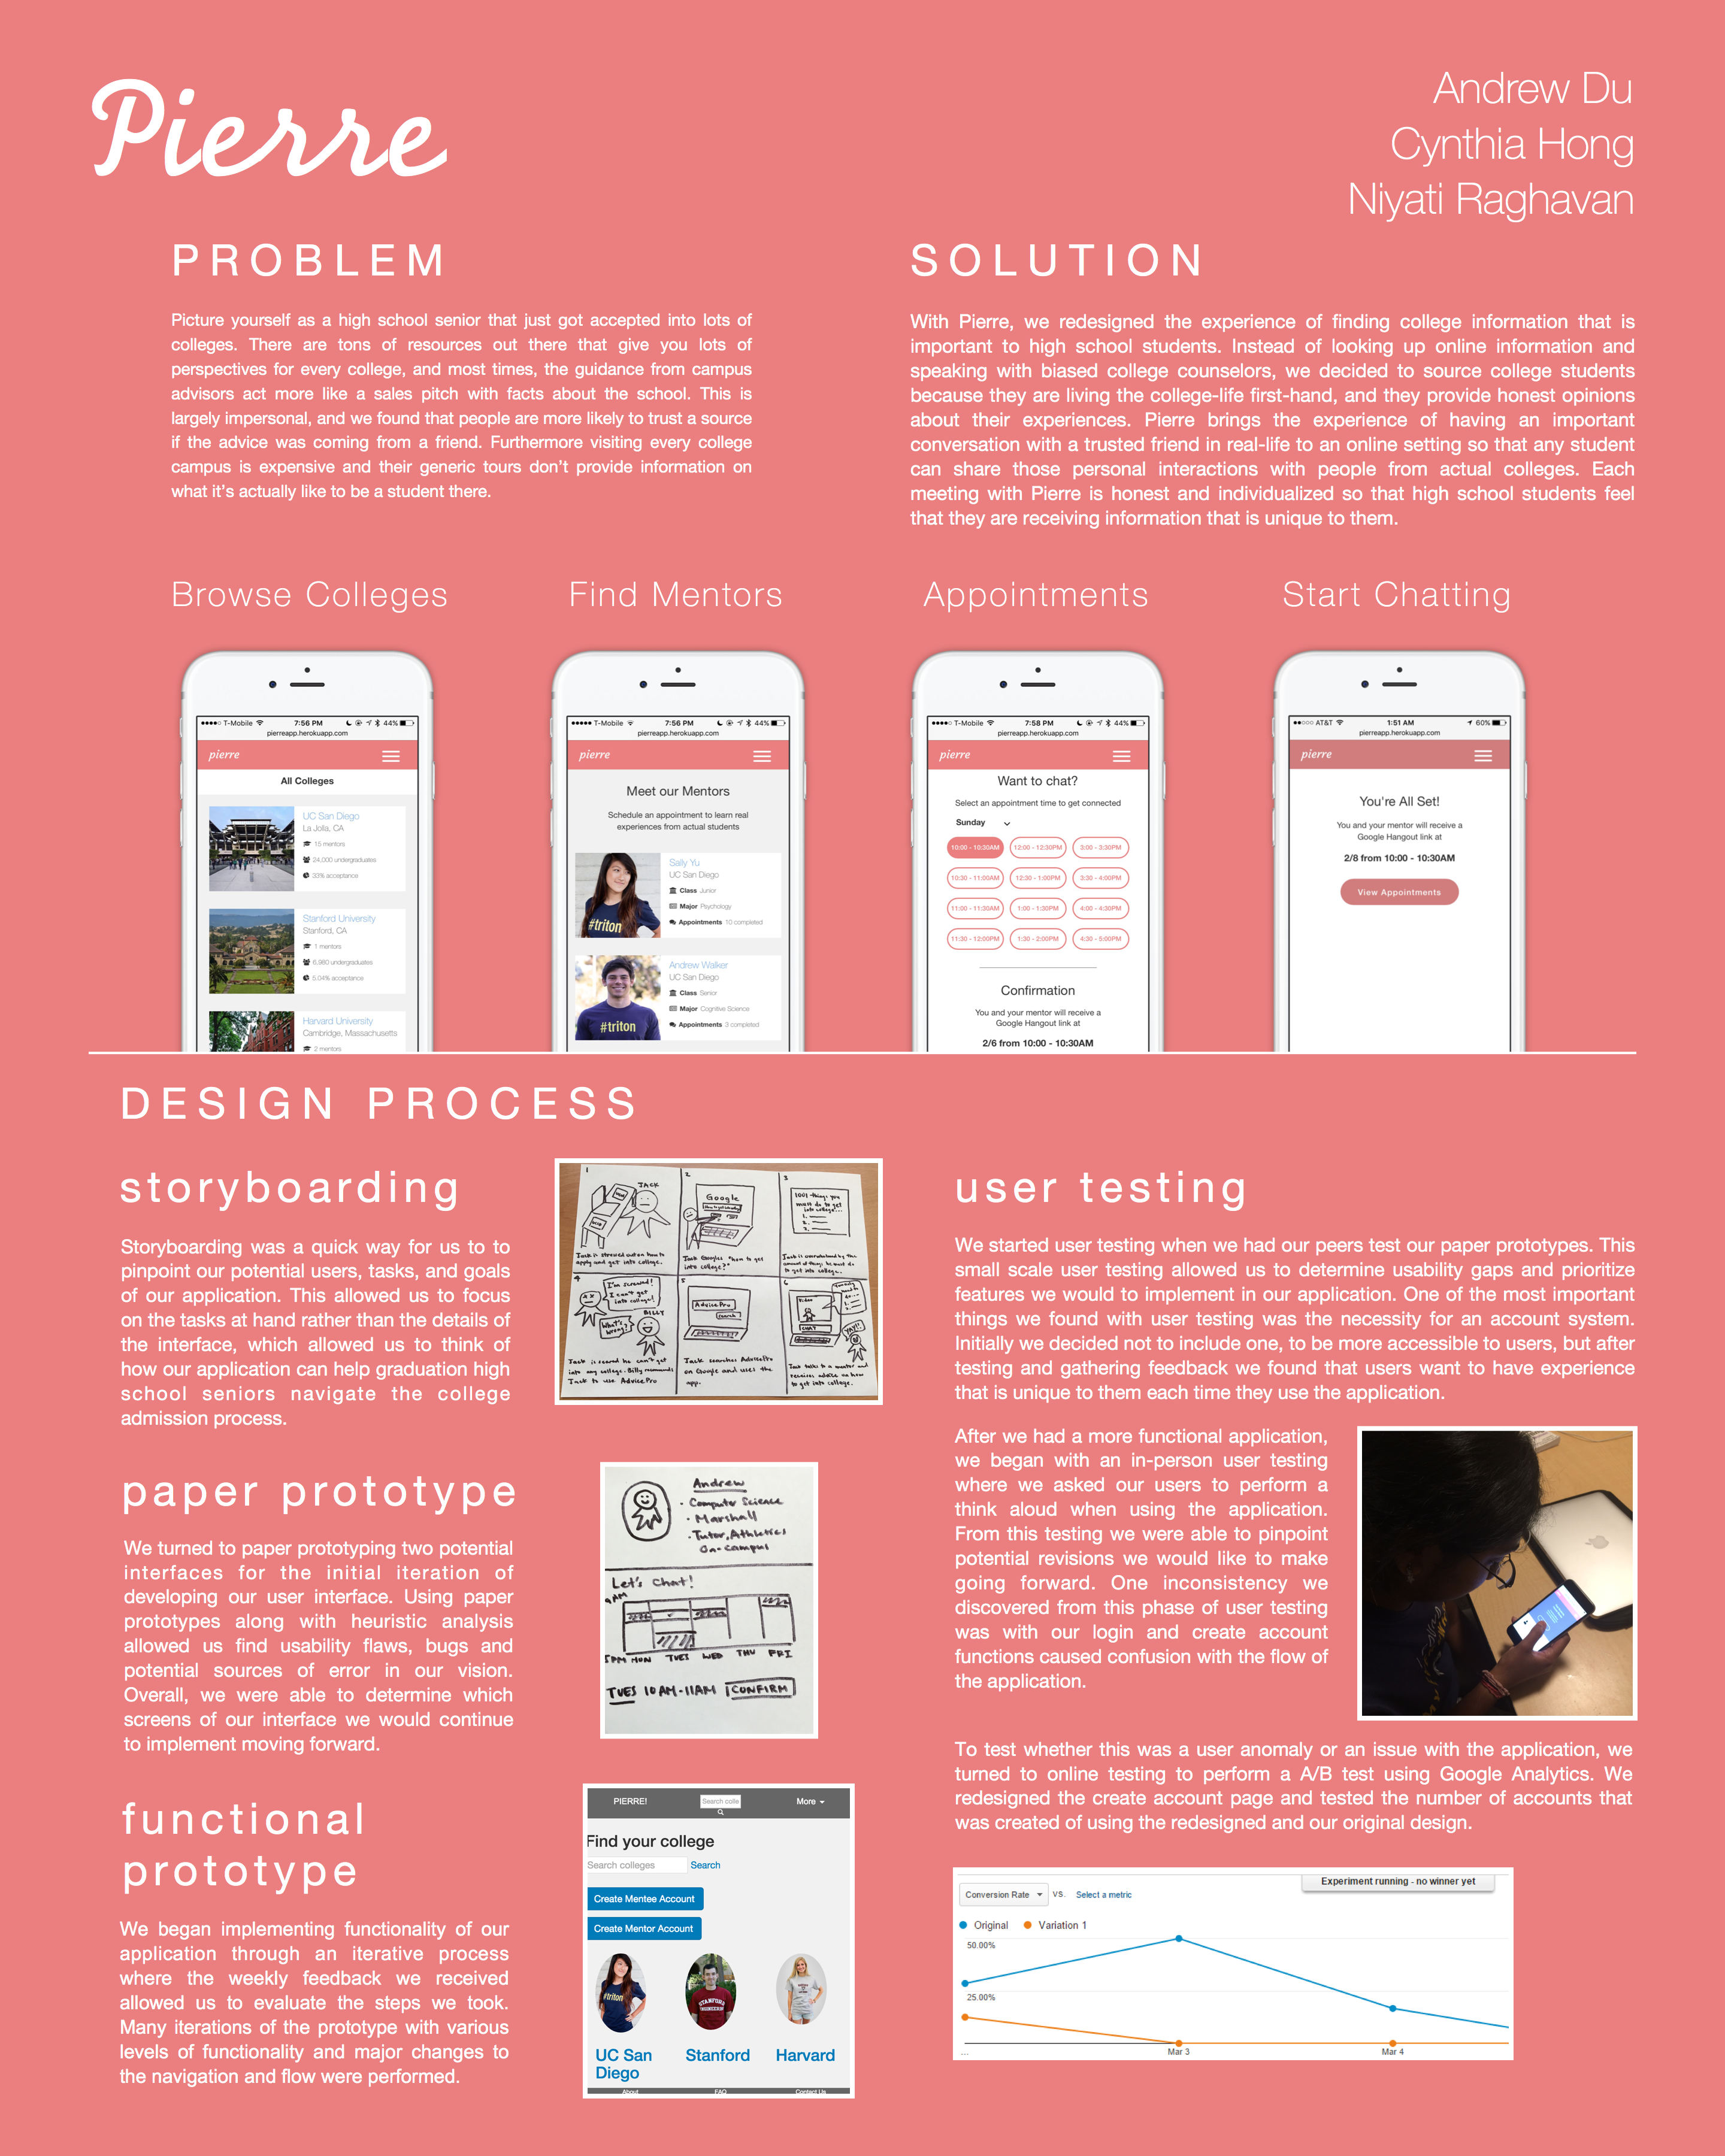 Pierre
Andrew Du
Cynthia Hong
Niyati Raghavan
PROBLEM
Picture yourself as a high school senior that just got accepted into lots of
colleges. There are tons of resources out there that give you lots of
perspectives for every college, and most times, the guidance from campus
advisors act more like a sales pitch with facts about the school. This is
largely impersonal, and we found that people are more likely to trust a source
if the advice was coming from a friend. Furthermore visiting every college
campus is expensive and their generic tours don't provide information on
what it's actually like to be a student there.
SOLUTION
With Pierre, we redesigned the experience of finding college information that is
important to high school students. Instead of looking up online information and
speaking with biased college counselors, we decided to source college students
because they are living the college-life first-hand, and they provide honest opinions
about their experiences. Pierre brings the experience of having an important
conversation with a trusted friend in real-life to an online setting so that any student
can share those personal interactions with people from actual colleges. Each
meeting with Pierre is honest and individualized so that high school students feel
that they are receiving information that is unique to them.
Browse Colleges
T-Mobile 7:56 PM 44%
pierreapp.herokuapp.com
pierre
All Colleges
UC San Diego
La Jolla, CA
15 mentors
24,000 undergraduates
33% acceptance
Stanford University
Stanford, CA
1 mentors
6,980 undergraduates
5.04% acceptance
Harvard University
Cambridge, Massachusetts
2 mentors
Find Mentors
T-Mobile 7:56 PM 44%
pierreapp.herokuapp.com
pierre
Meet our Mentors
Schedule an appointment to learn real
experiences from actual students
#triton
Sally Yu
UC San Diego
Class Junior
Major Psychology
Appointments 10 completed
#triton
Andrew Walker
UC San Diego
Class Senior
Major Cognitive Science
Appointments 3 completed
Appointments
T-Mobile 7:58 PM 44%
pierreapp.herokuapp.com
pierre
Want to chat?
Select an appointment time to get connected
Sunday
10:00 - 10:30AM 12:00 - 12:30PM 3:00 - 3:30PM
10:30 - 11:00AM 12:30 - 1:00PM 3:30 - 4:00PM
11:00 - 11:30AM 1:00 - 1:30PM 4:00 - 4:30PM
11:30 - 12:00PM 1:30 - 2:00PM 4:30 - 5:00PM
Confirmation
You and your mentor will receive a
Google Hangout link at
2/6 from 10:00 - 10:30AM
Start Chatting
AT&T 1:51 AM 60%
pierreapp.herokuapp.com
pierre
You're All Set!
You and your mentor will receive a
Google Hangout link at
2/8 from 10:00 - 10:30AM
View Appointments
DESIGN PROCESS
storyboarding
Storyboarding was a quick way for us to to
pinpoint our potential users, tasks, and goals
of our application. This allowed us to focus
on the tasks at hand rather than the details of
the interface, which allowed us to think of
how our application can help graduation high
school seniors navigate the college
admission process.
1
JACK
Jack is stressed out on how to
apply and get into college.
2
Google
Jack Googles "how to get
into college?"
3
1001 things you
must do to get
into college...
1.
2.
3.
Jack is overwhelmed by the
amount of things he must do
to get into college.
4
I'm screwed!
I can't get
into college!
BILLY
What's
wrong?
Jack is scared he can't get
into any college. Billy recommends
Jack to use AdvicePro
5
AdvicePro
search
Jack searches AdvicePro
on Google and uses the
app.
6
Video
CHAT
YAY!!
Jack talks to a mentor and
receives advice on how
to get into college.
paper prototype
We turned to paper prototyping two potential
interfaces for the initial iteration of
developing our user interface. Using paper
prototypes along with heuristic analysis
allowed us find usability flaws, bugs and
potential sources of error in our vision.
Overall, we were able to determine which
screens of our interface we would continue
to implement moving forward.
Andrew
· Computer Science
· Marshall
· Tutor, Athletics
On-campus
Let's Chat!
9AM
5PM MON TUES WED THU FRI
TUES 10AM-11AM CONFIRM
functional
prototype
We began implementing functionality of our
application through an iterative process
where the weekly feedback we received
allowed us to evaluate the steps we took.
Many iterations of the prototype with various
levels of functionality and major changes to
the navigation and flow were performed.
PIERRE! Search colle More
Find your college
Search colleges Search
Create Mentee Account
Create Mentor Account
#triton
STANFORD
ENGINEERING
UC San
Diego
Stanford
Harvard
About FAQ Contact Us
user testing
We started user testing when we had our peers test our paper prototypes. This
small scale user testing allowed us to determine usability gaps and prioritize
features we would to implement in our application. One of the most important
things we found with user testing was the necessity for an account system.
Initially we decided not to include one, to be more accessible to users, but after
testing and gathering feedback we found that users want to have experience
that is unique to them each time they use the application.
After we had a more functional application,
we began with an in-person user testing
where we asked our users to perform a
think aloud when using the application.
From this testing we were able to pinpoint
potential revisions we would like to make
going forward. One inconsistency we
discovered from this phase of user testing
was with our login and create account
functions caused confusion with the flow of
the application.
To test whether this was a user anomaly or an issue with the application, we
turned to online testing to perform a A/B test using Google Analytics. We
redesigned the create account page and tested the number of accounts that
was created of using the redesigned and our original design.
Experiment running - no winner yet
Conversion Rate VS. Select a metric
Original Variation 1
50.00%
25.00%
... Mar 3 Mar 4